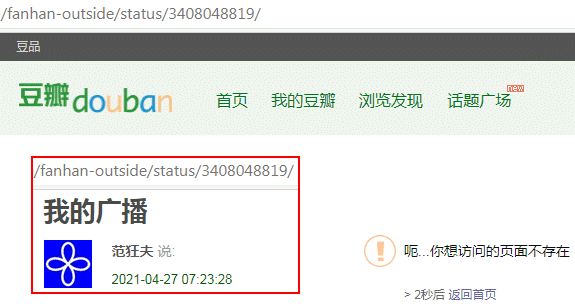 /fanhan-outside/status/3408048819/
豆品
豆瓣douban 首页 我的豆瓣 浏览发现 话题广场 new
/fanhan-outside/status/3408048819/
我的广播
范狂夫 说:
2021-04-27 07:23:28
呃...你想访问的页面不存在
> 2秒后 返回首页